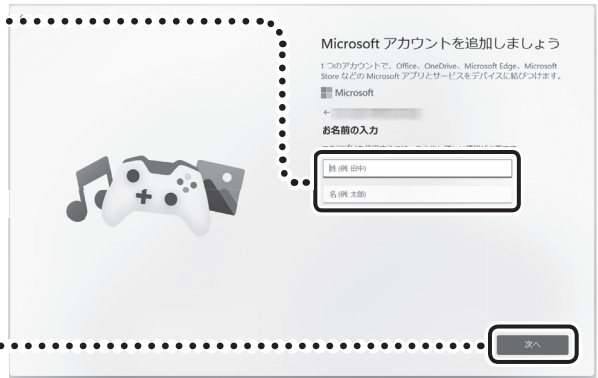 Microsoft アカウントを追加しましょう
1 つのアカウントで、Office、OneDrive、Microsoft Edge、Microsoft
Store などの Microsoft アプリとサービスをデバイスに結びつけます。
Microsoft
←
お名前の入力
姓 (例: 田中)
名 (例: 太郎)
次へ